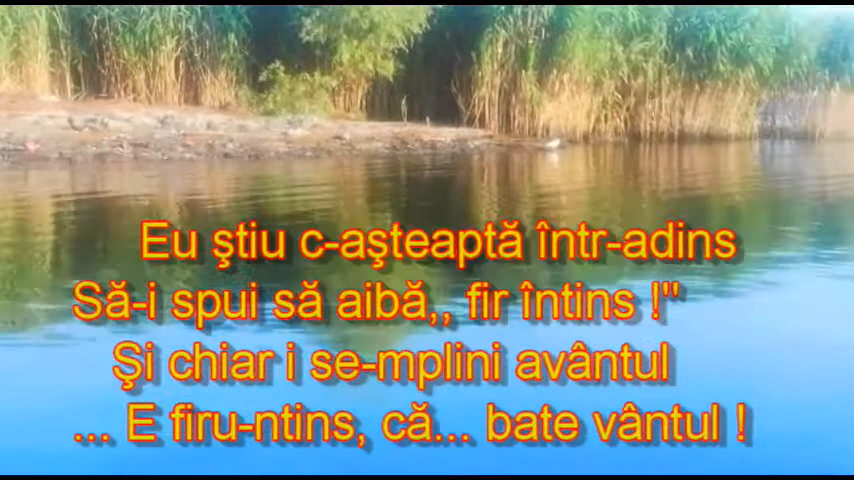 Eu ştiu c-aşteaptă într-adins
Să-i spui să aibă,, fir întins !"
Şi chiar i se-mplini avântul
... E firu-ntins, că... bate vântul !